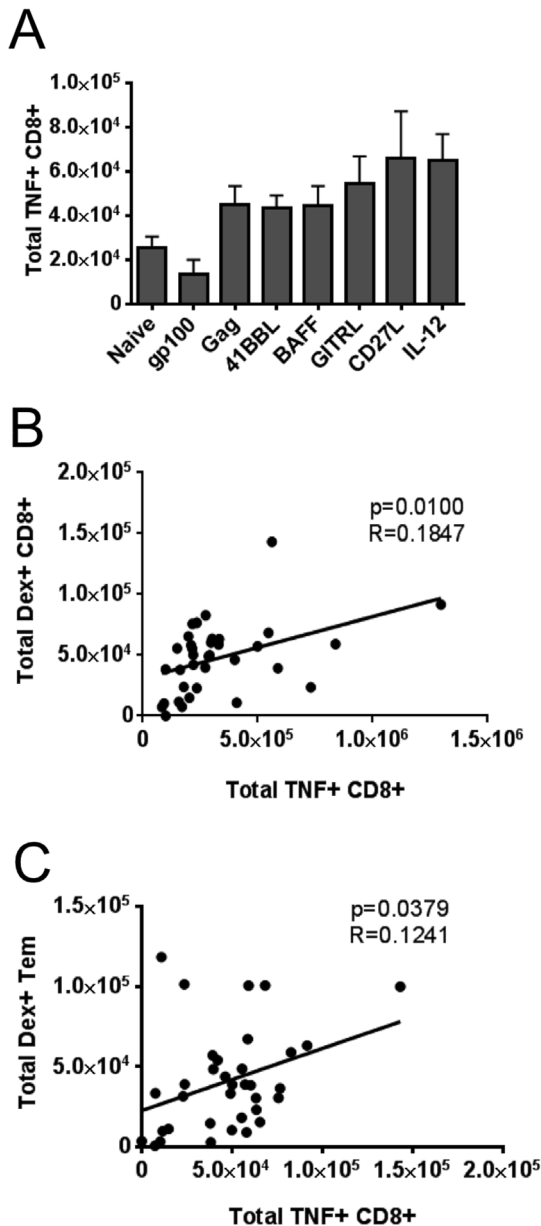 A
Total TNF+ CD8+
1.0×10⁵
8.0×10⁴
6.0×10⁴
4.0×10⁴
2.0×10⁴
0
Naive
gp100
Gag
41BBL
BAFF
GITRL
CD27L
IL-12
B
Total Dex+ CD8+
2.0×10⁵
1.5×10⁵
1.0×10⁵
5.0×10⁴
0
p=0.0100
R=0.1847
0 5.0×10⁵ 1.0×10⁶ 1.5×10⁶
Total TNF+ CD8+
C
Total Dex+ Tem
1.5×10⁵
1.0×10⁵
5.0×10⁴
0
p=0.0379
R=0.1241
0 5.0×10⁴ 1.0×10⁵ 1.5×10⁵ 2.0×10⁵
Total TNF+ CD8+